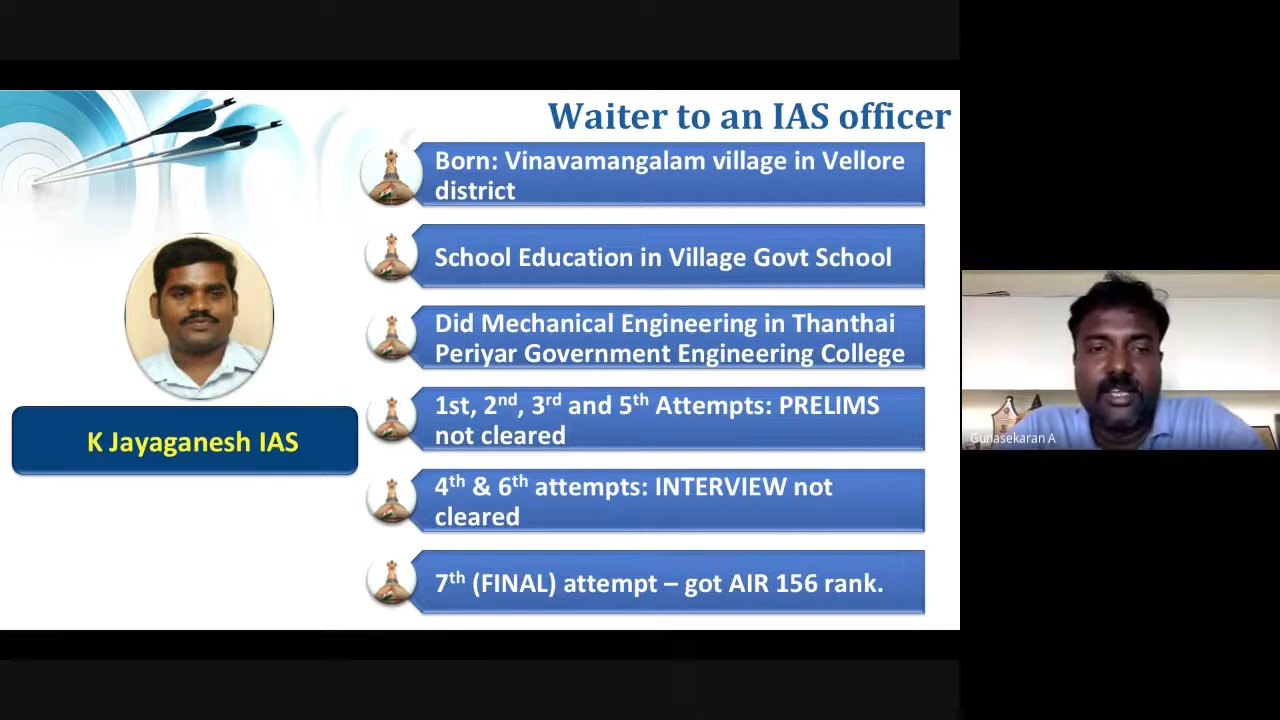 Waiter to an IAS officer
Born: Vinavamangalam village in Vellore
district
School Education in Village Govt School
Did Mechanical Engineering in Thanthai
Periyar Government Engineering College
1st, 2nd, 3rd and 5th Attempts: PRELIMS
not cleared
4th & 6th attempts: INTERVIEW not
cleared
7th (FINAL) attempt – got AIR 156 rank.
K Jayaganesh IAS
Gunasekaran A